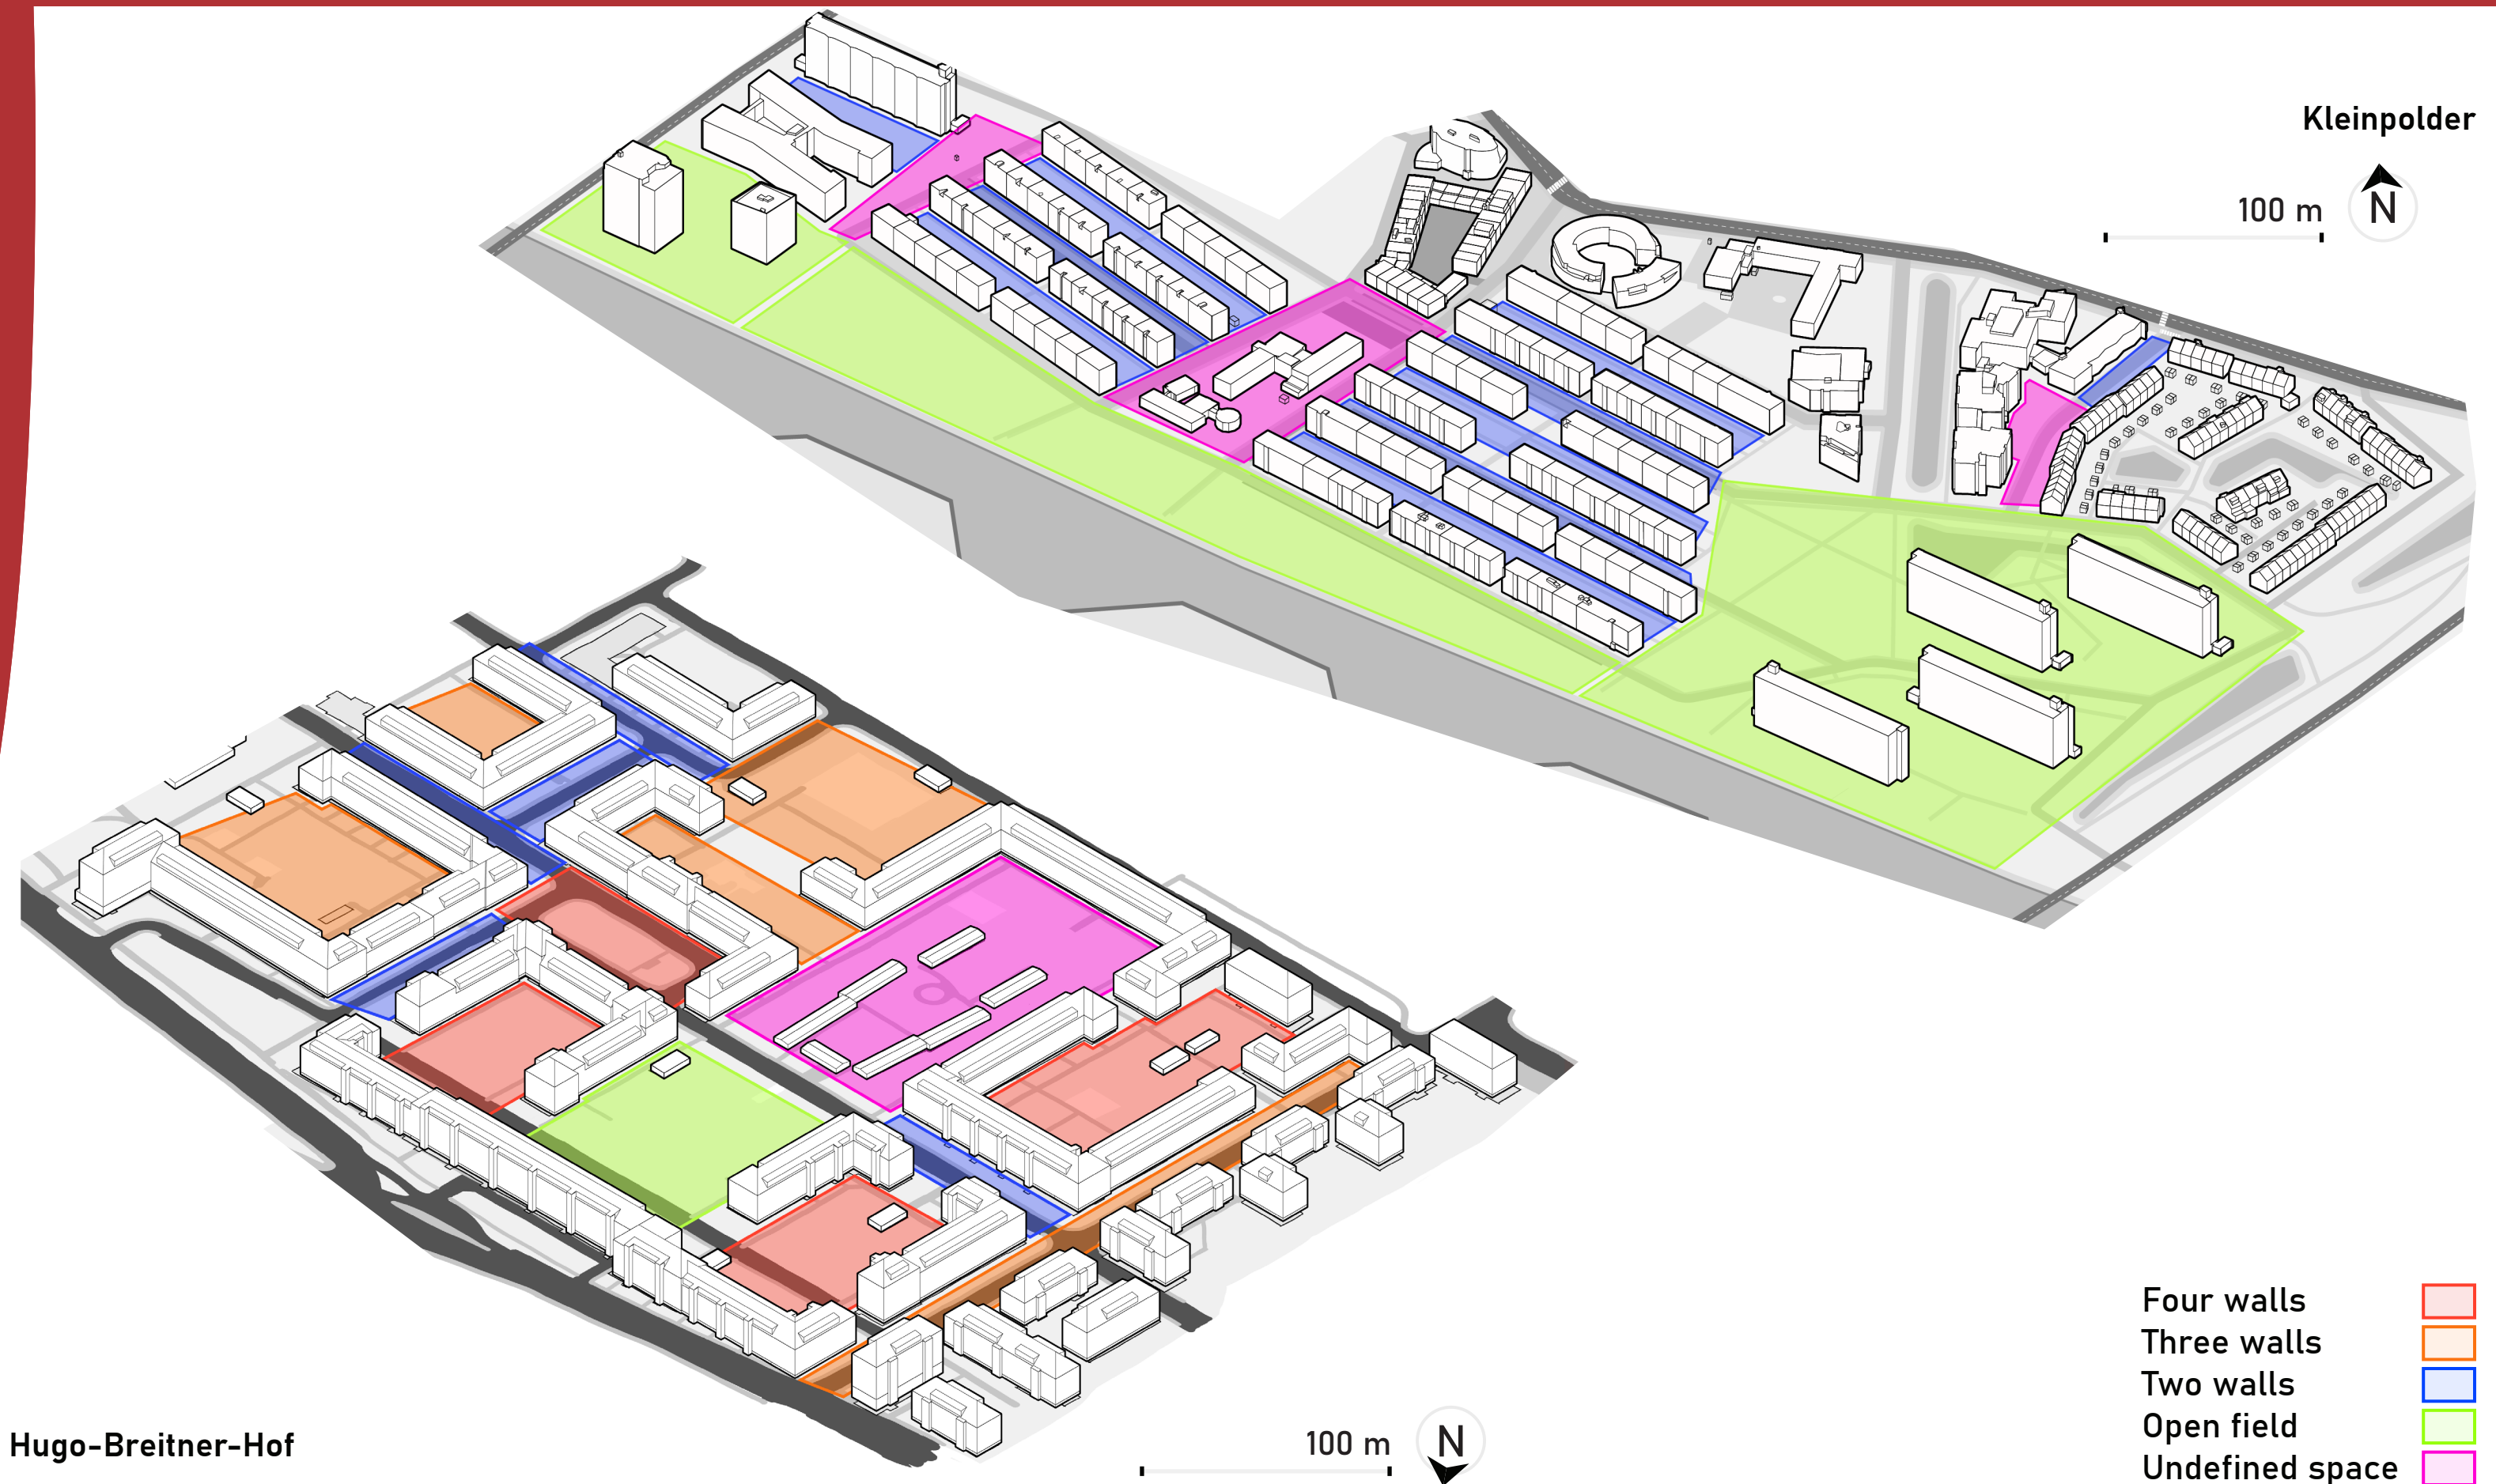 Kleinpolder
100 m
N
Hugo-Breitner-Hof
100 m
N
Four walls
Three walls
Two walls
Open field
Undefined space